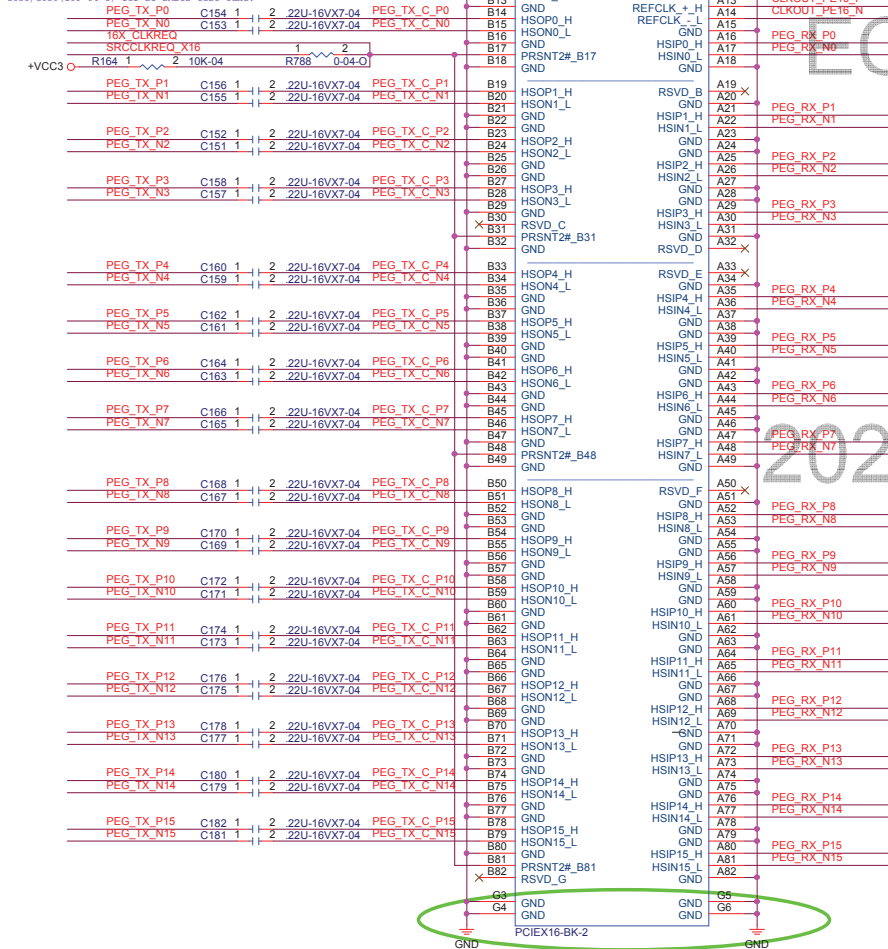 PEG_TX_P0 C154 1 2 .22U-16VX7-04 PEG_TX_C_P0 B14 GND REFCLK_+_H A14 CLKOUT_PE16_N
PEG_TX_N0 C153 1 2 .22U-16VX7-04 PEG_TX_C_N0 B15 HSOP0_H REFCLK_-_L A15
16X_CLKREQ B16 HSON0_L GND A16 PEG_RX_P0
SRCCLKREQ_X16 1 2 B17 GND HSIP0_H A17 PEG_RX_N0
+VCC3 R164 1 2 10K-04 R788 0-04-O B18 PRSNT2#_B17 HSIN0_L A18
GND GND
PEG_TX_P1 C156 1 2 .22U-16VX7-04 PEG_TX_C_P1 B19 HSOP1_H RSVD_B A19
PEG_TX_N1 C155 1 2 .22U-16VX7-04 PEG_TX_C_N1 B20 HSON1_L GND A20
B21 GND HSIP1_H A21 PEG_RX_P1
B22 GND HSIN1_L A22 PEG_RX_N1
PEG_TX_P2 C152 1 2 .22U-16VX7-04 PEG_TX_C_P2 B23 HSOP2_H GND A23
PEG_TX_N2 C151 1 2 .22U-16VX7-04 PEG_TX_C_N2 B24 HSON2_L GND A24
B25 GND HSIP2_H A25 PEG_RX_P2
B26 GND HSIN2_L A26 PEG_RX_N2
PEG_TX_P3 C158 1 2 .22U-16VX7-04 PEG_TX_C_P3 B27 HSOP3_H GND A27
PEG_TX_N3 C157 1 2 .22U-16VX7-04 PEG_TX_C_N3 B28 HSON3_L GND A28
B29 GND HSIP3_H A29 PEG_RX_P3
B30 RSVD_C HSIN3_L A30 PEG_RX_N3
B31 PRSNT2#_B31 GND A31
B32 GND RSVD_D A32
PEG_TX_P4 C160 1 2 .22U-16VX7-04 PEG_TX_C_P4 B33 HSOP4_H RSVD_E A33
PEG_TX_N4 C159 1 2 .22U-16VX7-04 PEG_TX_C_N4 B34 HSON4_L GND A34
B35 GND HSIP4_H A35 PEG_RX_P4
B36 GND HSIN4_L A36 PEG_RX_N4
PEG_TX_P5 C162 1 2 .22U-16VX7-04 PEG_TX_C_P5 B37 HSOP5_H GND A37
PEG_TX_N5 C161 1 2 .22U-16VX7-04 PEG_TX_C_N5 B38 HSON5_L GND A38
B39 GND HSIP5_H A39 PEG_RX_P5
B40 GND HSIN5_L A40 PEG_RX_N5
PEG_TX_P6 C164 1 2 .22U-16VX7-04 PEG_TX_C_P6 B41 HSOP6_H GND A41
PEG_TX_N6 C163 1 2 .22U-16VX7-04 PEG_TX_C_N6 B42 HSON6_L GND A42
B43 GND HSIP6_H A43 PEG_RX_P6
B44 GND HSIN6_L A44 PEG_RX_N6
PEG_TX_P7 C166 1 2 .22U-16VX7-04 PEG_TX_C_P7 B45 HSOP7_H GND A45
PEG_TX_N7 C165 1 2 .22U-16VX7-04 PEG_TX_C_N7 B46 HSON7_L GND A46
B47 GND HSIP7_H A47 PEG_RX_P7
B48 PRSNT2#_B48 HSIN7_L A48 PEG_RX_N7
B49 GND GND A49
202
PEG_TX_P8 C168 1 2 .22U-16VX7-04 PEG_TX_C_P8 B50 HSOP8_H RSVD_F A50
PEG_TX_N8 C167 1 2 .22U-16VX7-04 PEG_TX_C_N8 B51 HSON8_L GND A51
B52 GND HSIP8_H A52 PEG_RX_P8
B53 GND HSIN8_L A53 PEG_RX_N8
PEG_TX_P9 C170 1 2 .22U-16VX7-04 PEG_TX_C_P9 B54 HSOP9_H GND A54
PEG_TX_N9 C169 1 2 .22U-16VX7-04 PEG_TX_C_N9 B55 HSON9_L GND A55
B56 GND HSIP9_H A56 PEG_RX_P9
B57 GND HSIN9_L A57 PEG_RX_N9
PEG_TX_P10 C172 1 2 .22U-16VX7-04 PEG_TX_C_P10 B58 HSOP10_H GND A58
PEG_TX_N10 C171 1 2 .22U-16VX7-04 PEG_TX_C_N10 B59 HSON10_L GND A59
B60 GND HSIP10_H A60 PEG_RX_P10
B61 GND HSIN10_L A61 PEG_RX_N10
PEG_TX_P11 C174 1 2 .22U-16VX7-04 PEG_TX_C_P11 B62 HSOP11_H GND A62
PEG_TX_N11 C173 1 2 .22U-16VX7-04 PEG_TX_C_N11 B63 HSON11_L GND A63
B64 GND HSIP11_H A64 PEG_RX_P11
B65 GND HSIN11_L A65 PEG_RX_N11
PEG_TX_P12 C176 1 2 .22U-16VX7-04 PEG_TX_C_P12 B66 HSOP12_H GND A66
PEG_TX_N12 C175 1 2 .22U-16VX7-04 PEG_TX_C_N12 B67 HSON12_L GND A67
B68 GND HSIP12_H A68 PEG_RX_P12
B69 GND HSIN12_L A69 PEG_RX_N12
PEG_TX_P13 C178 1 2 .22U-16VX7-04 PEG_TX_C_P13 B70 HSOP13_H GND A70
PEG_TX_N13 C177 1 2 .22U-16VX7-04 PEG_TX_C_N13 B71 HSON13_L GND A71
B72 GND HSIP13_H A72 PEG_RX_P13
B73 GND HSIN13_L A73 PEG_RX_N13
PEG_TX_P14 C180 1 2 .22U-16VX7-04 PEG_TX_C_P14 B74 HSOP14_H GND A74
PEG_TX_N14 C179 1 2 .22U-16VX7-04 PEG_TX_C_N14 B75 HSON14_L GND A75
B76 GND HSIP14_H A76 PEG_RX_P14
B77 GND HSIN14_L A77 PEG_RX_N14
PEG_TX_P15 C182 1 2 .22U-16VX7-04 PEG_TX_C_P15 B78 HSOP15_H GND A78
PEG_TX_N15 C181 1 2 .22U-16VX7-04 PEG_TX_C_N15 B79 HSON15_L GND A79
B80 GND HSIP15_H A80 PEG_RX_P15
B81 PRSNT2#_B81 HSIN15_L A81 PEG_RX_N15
B82 RSVD_G GND A82
G3 GND GND G5
G4 GND GND G6
PCIEX16-BK-2
GND GND